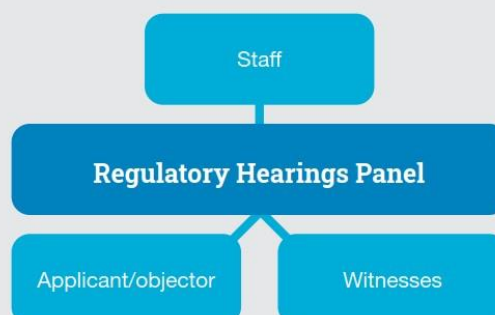 Staff
Regulatory Hearings Panel
Applicant/objector
Witnesses